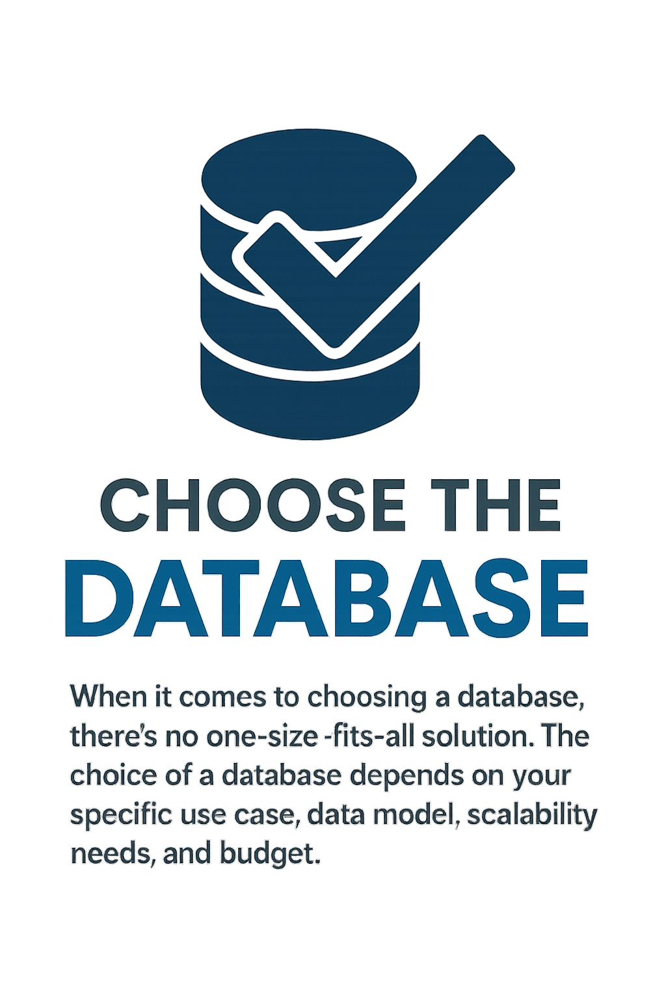 CHOOSE THE
DATABASE
When it comes to choosing a database,
there's no one-size -fits-all solution. The
choice of a database depends on your
specific use case, data model, scalability
needs, and budget.